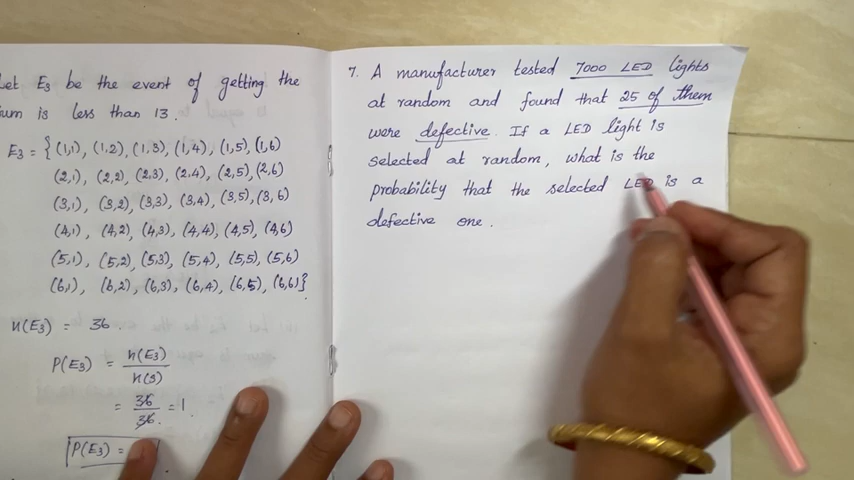 Let E3 be the event of getting the
sum is less than 13.
E3 = {(1,1), (1,2), (1,3), (1,4), (1,5), (1,6)
(2,1), (2,2), (2,3), (2,4), (2,5), (2,6)
(3,1), (3,2), (3,3), (3,4), (3,5), (3,6)
(4,1), (4,2), (4,3), (4,4), (4,5), (4,6)
(5,1), (5,2), (5,3), (5,4), (5,5), (5,6)
(6,1), (6,2), (6,3), (6,4), (6,5), (6,6)}
n(E3) = 36.
P(E3) = n(E3)/n(S)
= 36/36 = 1.
P(E3) =
7. A manufacturer tested 7000 LED lights
at random and found that 25 of them
were defective. If a LED light is
selected at random, what is the
probability that the selected LED is a
defective one.